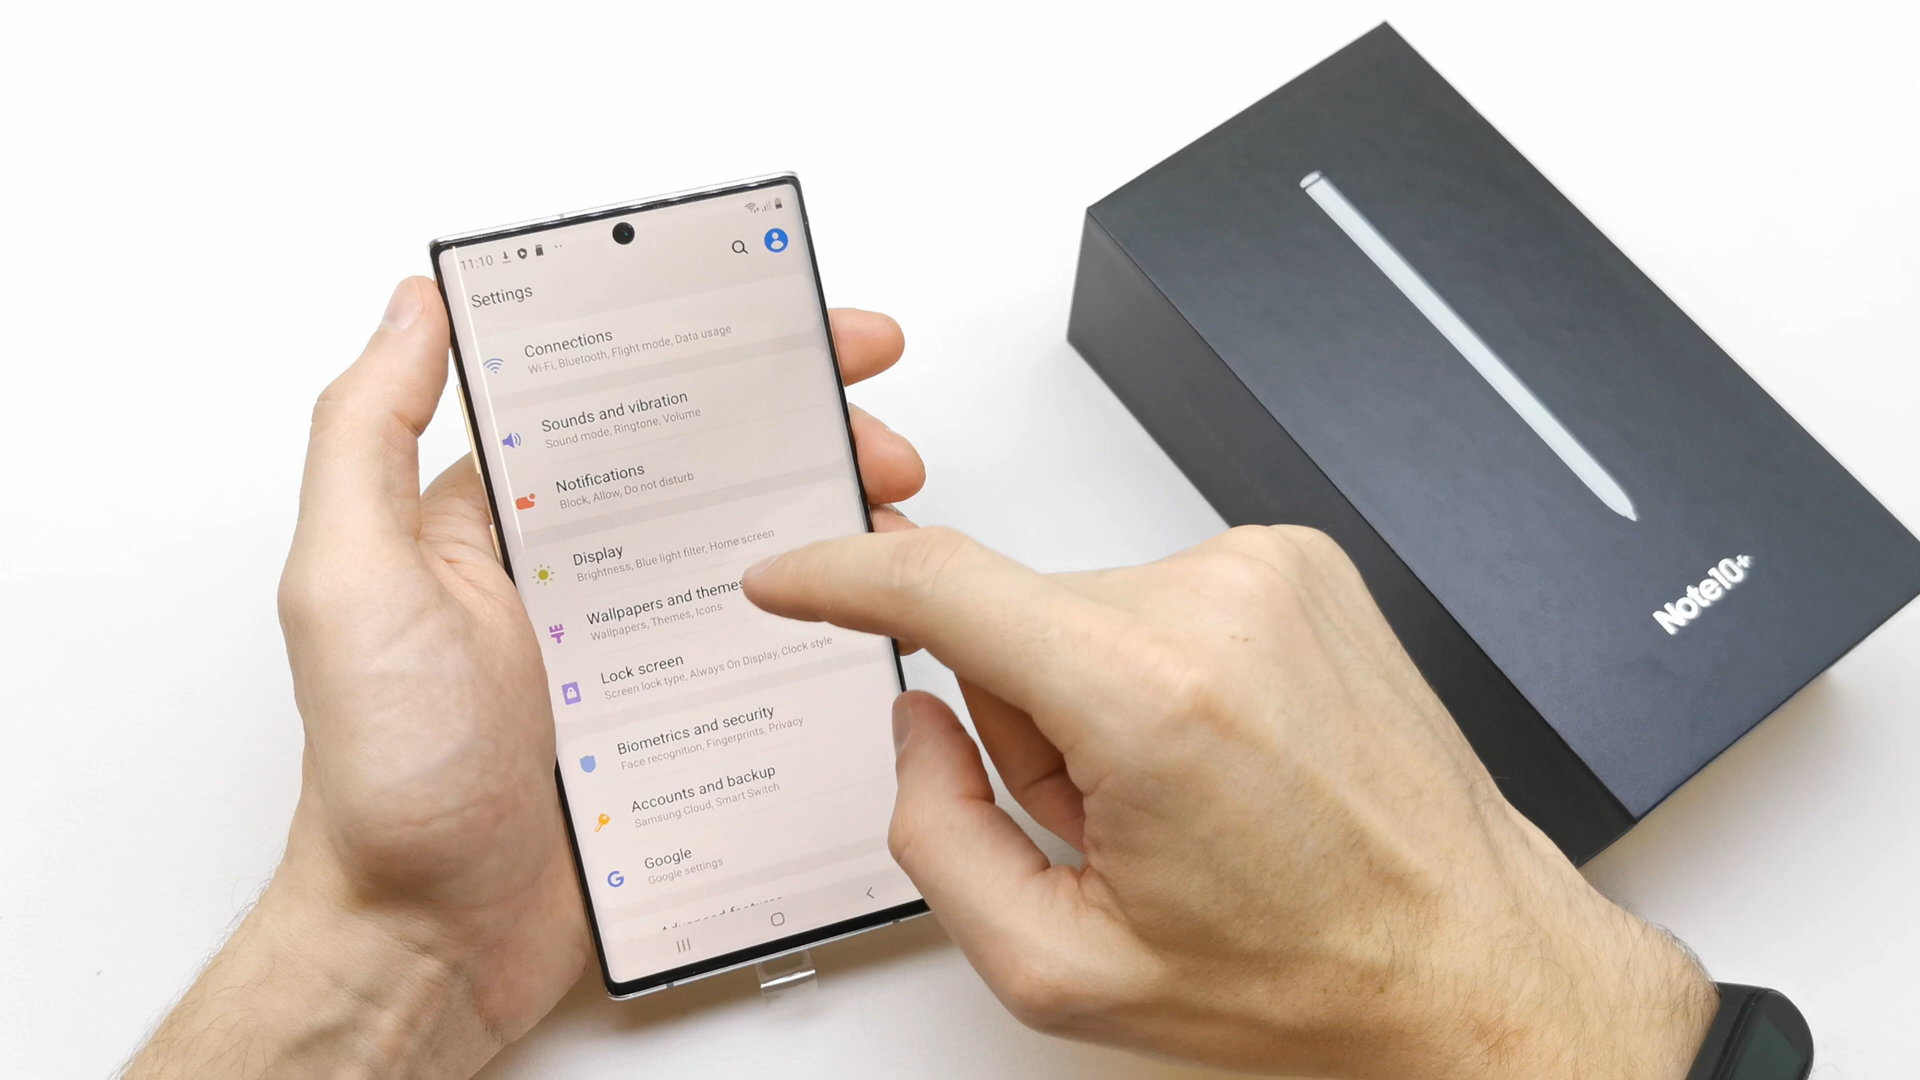 11:10
Settings
Connections
Wi-Fi, Bluetooth, Flight mode, Data usage
Sounds and vibration
Sound mode, Ringtone, Volume
Notifications
Block, Allow, Do not disturb
Display
Brightness, Blue light filter, Home screen
Wallpapers and themes
Wallpapers, Themes, Icons
Lock screen
Screen lock type, Always On Display, Clock style
Biometrics and security
Face recognition, Fingerprints, Privacy
Accounts and backup
Samsung Cloud, Smart Switch
Google
Google settings
Note10+